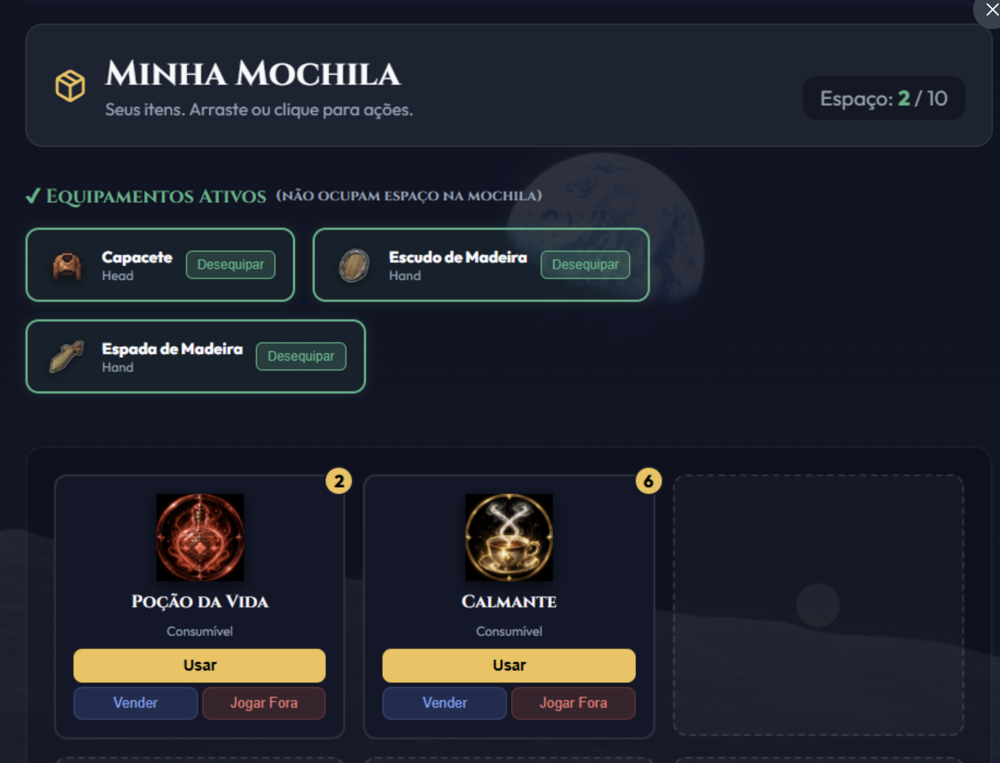 Minha Mochila
Seus itens. Arraste ou clique para ações.
Espaço: 2 / 10
✓ Equipamentos Ativos (não ocupam espaço na mochila)
Capacete
Head
Desequipar
Escudo de Madeira
Hand
Desequipar
Espada de Madeira
Hand
Desequipar
2
Poção da Vida
Consumível
Usar
Vender Jogar Fora
6
Calmante
Consumível
Usar
Vender Jogar Fora